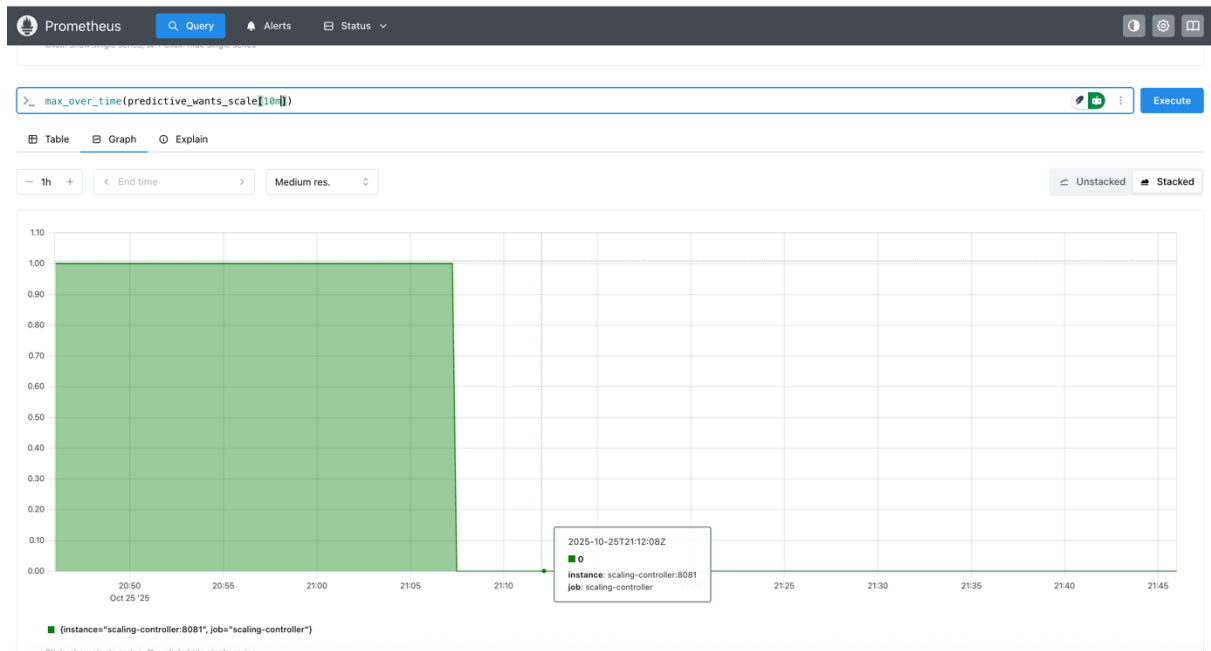 Prometheus Query Alerts Status
>_ max_over_time(predictive_wants_scale[10m]) Execute
Table Graph Explain
− 1h + < End time > Medium res. Unstacked Stacked
1.10
1.00
0.90
0.80
0.70
0.60
0.50
0.40
0.30
0.20
0.10
0.00
2025-10-25T21:12:08Z
0
instance: scaling-controller:8081
job: scaling-controller
20:50 20:55 21:00 21:05 21:10 21:25 21:30 21:35 21:40 21:45
Oct 25 '25
{instance="scaling-controller:8081", job="scaling-controller"}